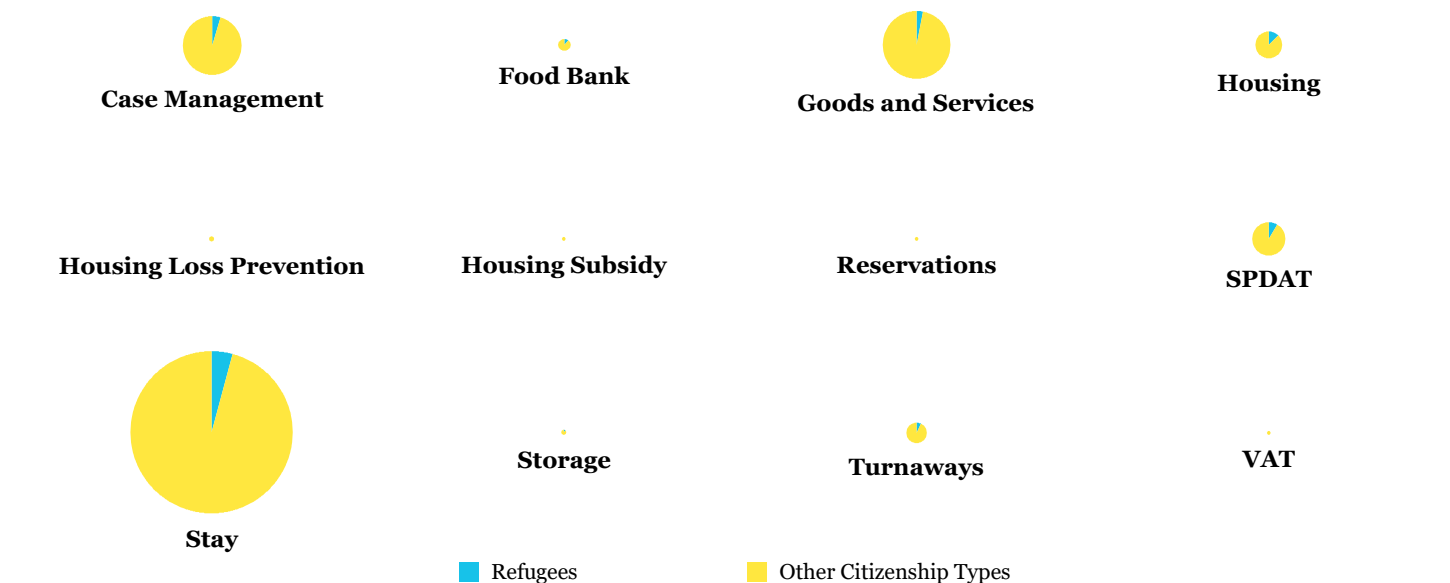 Case Management
Food Bank
Goods and Services
Housing
Housing Loss Prevention
Housing Subsidy
Reservations
SPDAT
Stay
Storage
Turnaways
VAT
Refugees
Other Citizenship Types